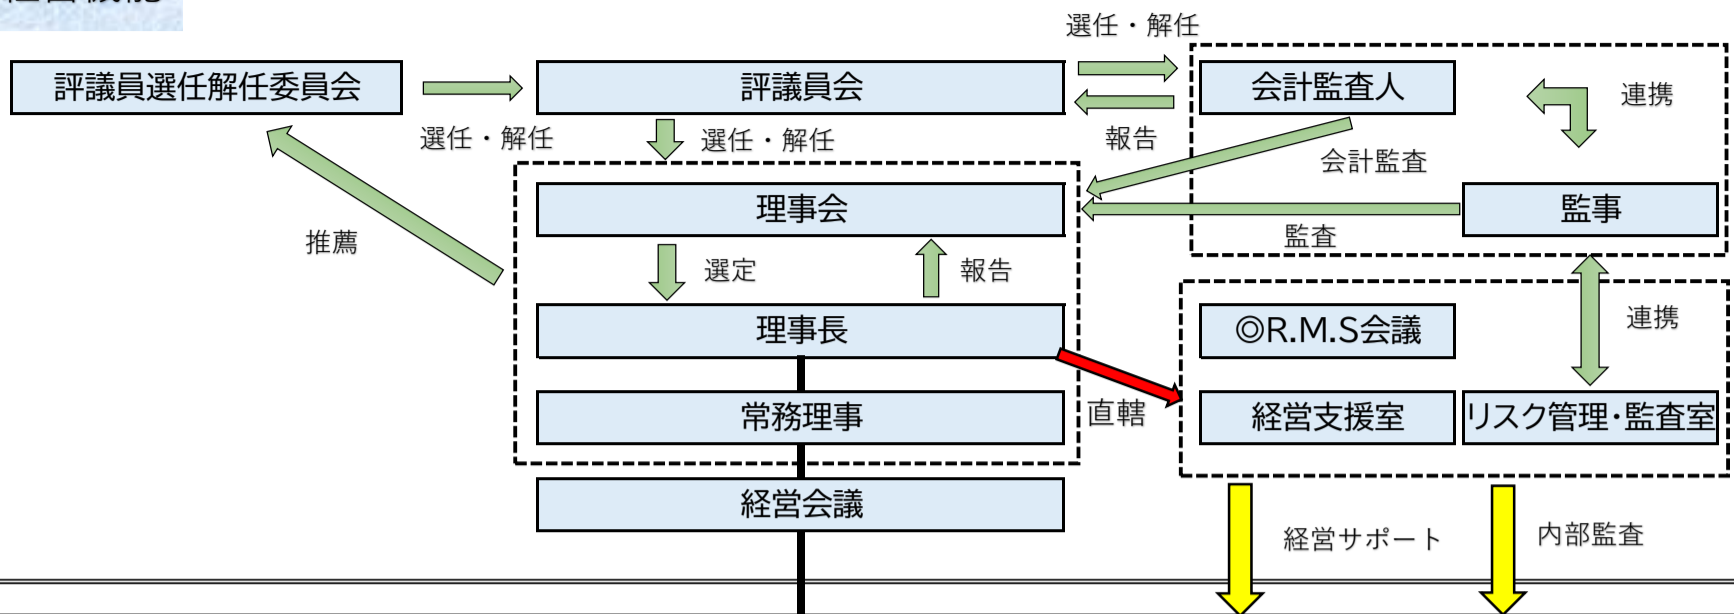 経営機能
選任・解任
評議員選任解任委員会
評議員会
会計監査人
連携
選任・解任
選任・解任
報告
会計監査
理事会
監事
推薦
監査
選定
報告
理事長
◎R.M.S会議
連携
常務理事
直轄
経営支援室
リスク管理・監査室
経営会議
経営サポート
内部監査